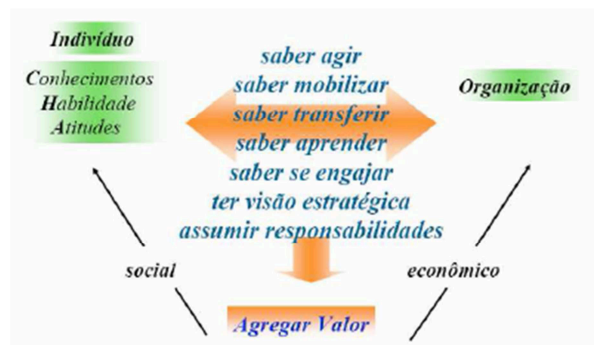 Indivíduo
Conhecimentos
Habilidade
Atitudes
saber agir
saber mobilizar
saber transferir
saber aprender
saber se engajar
ter visão estratégica
assumir responsabilidades
Organização
social
econômico
Agregar Valor